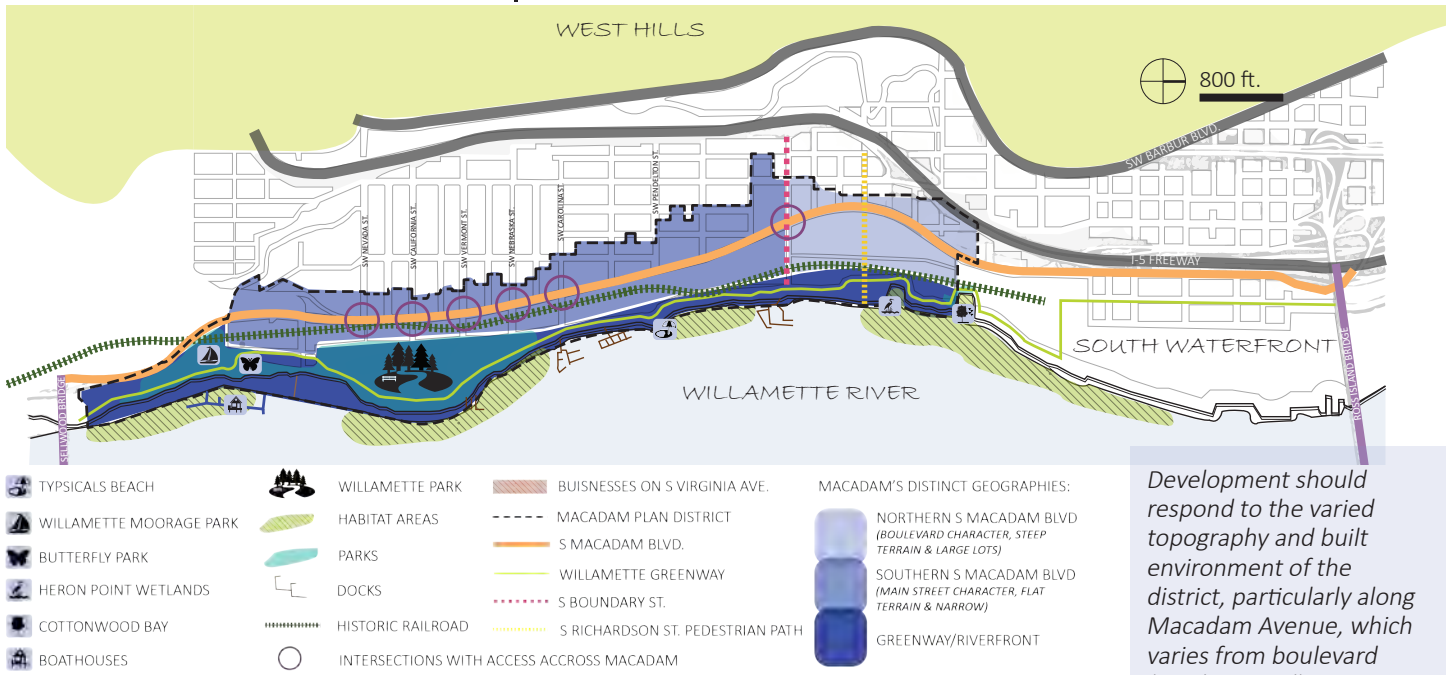 WEST HILLS
800 ft.
SW BARBUR BLVD.
SW NEVADA ST.
SW CALIFORNIA ST.
SW VERMONT ST.
SW NEBRASKA ST.
SW CAROLINA ST.
SW PENDELTON ST.
I-5 FREEWAY
SOUTH WATERFRONT
WILLAMETTE RIVER
SELLWOOD BRIDGE
ROSS ISLAND BRIDGE
TYPSICALS BEACH
WILLAMETTE MOORAGE PARK
BUTTERFLY PARK
HERON POINT WETLANDS
COTTONWOOD BAY
BOATHOUSES
WILLAMETTE PARK
HABITAT AREAS
PARKS
DOCKS
HISTORIC RAILROAD
INTERSECTIONS WITH ACCESS ACCROSS MACADAM
BUISNESSES ON S VIRGINIA AVE.
MACADAM PLAN DISTRICT
S MACADAM BLVD.
WILLAMETTE GREENWAY
S BOUNDARY ST.
S RICHARDSON ST. PEDESTRIAN PATH
MACADAM'S DISTINCT GEOGRAPHIES:
NORTHERN S MACADAM BLVD
(BOULEVARD CHARACTER, STEEP
TERRAIN & LARGE LOTS)
SOUTHERN S MACADAM BLVD
(MAIN STREET CHARACTER, FLAT
TERRAIN & NARROW)
GREENWAY/RIVERFRONT
Development should
respond to the varied
topography and built
environment of the
district, particularly along
Macadam Avenue, which
varies from boulevard